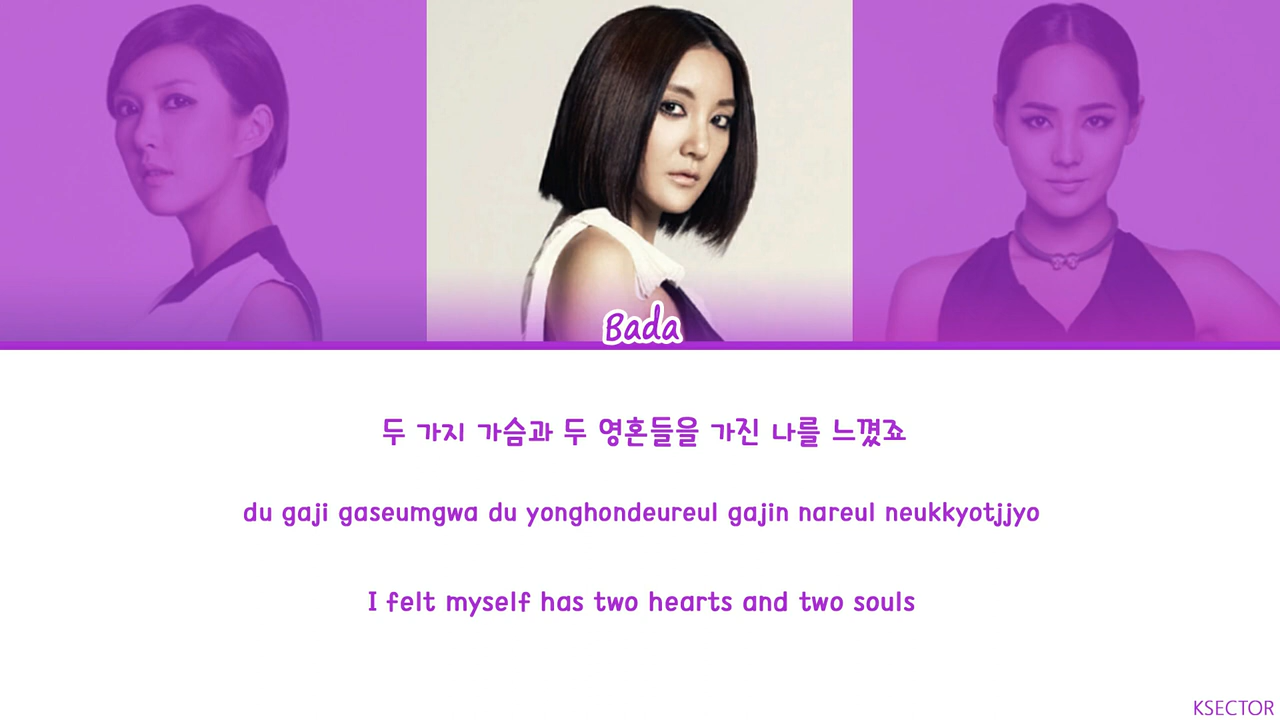 Bada
두 가지 가슴과 두 영혼들을 가진 나를 느꼈죠
du gaji gaseumgwa du yonghondeureul gajin nareul neukkyotjjyo
I felt myself has two hearts and two souls
KSECTOR